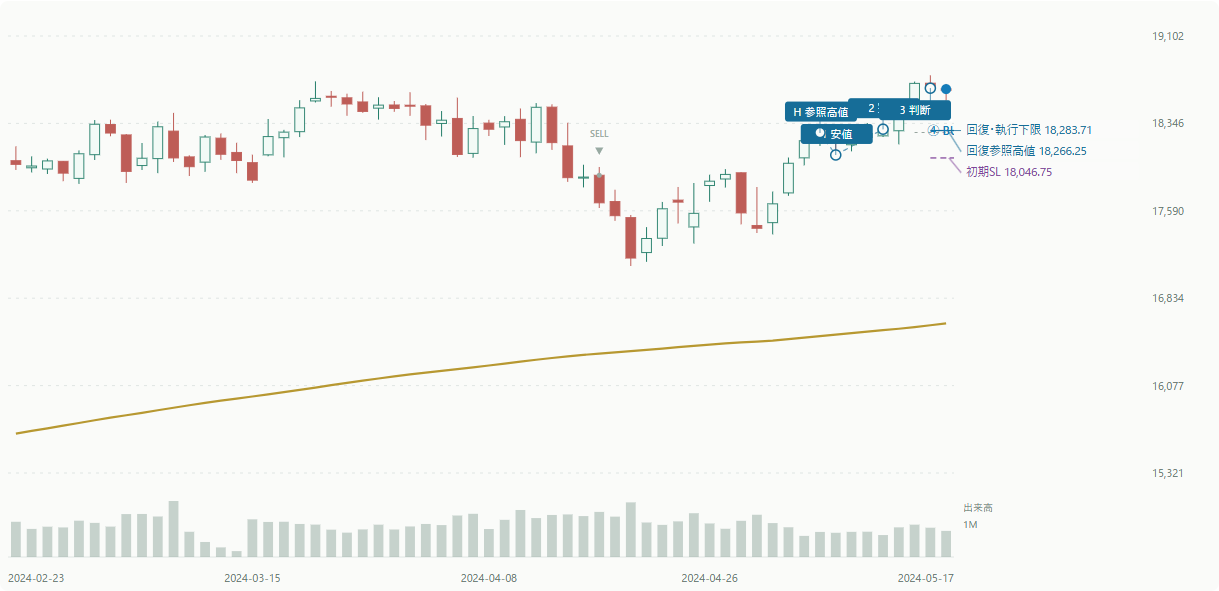 19,102
18,346
17,590
16,834
16,077
15,321
SELL
H 参照高値
2
3 判断
安値
回復・執行下限 18,283.71
回復参照高値 18,266.25
初期SL 18,046.75
出来高
1M
2024-02-23
2024-03-15
2024-04-08
2024-04-26
2024-05-17